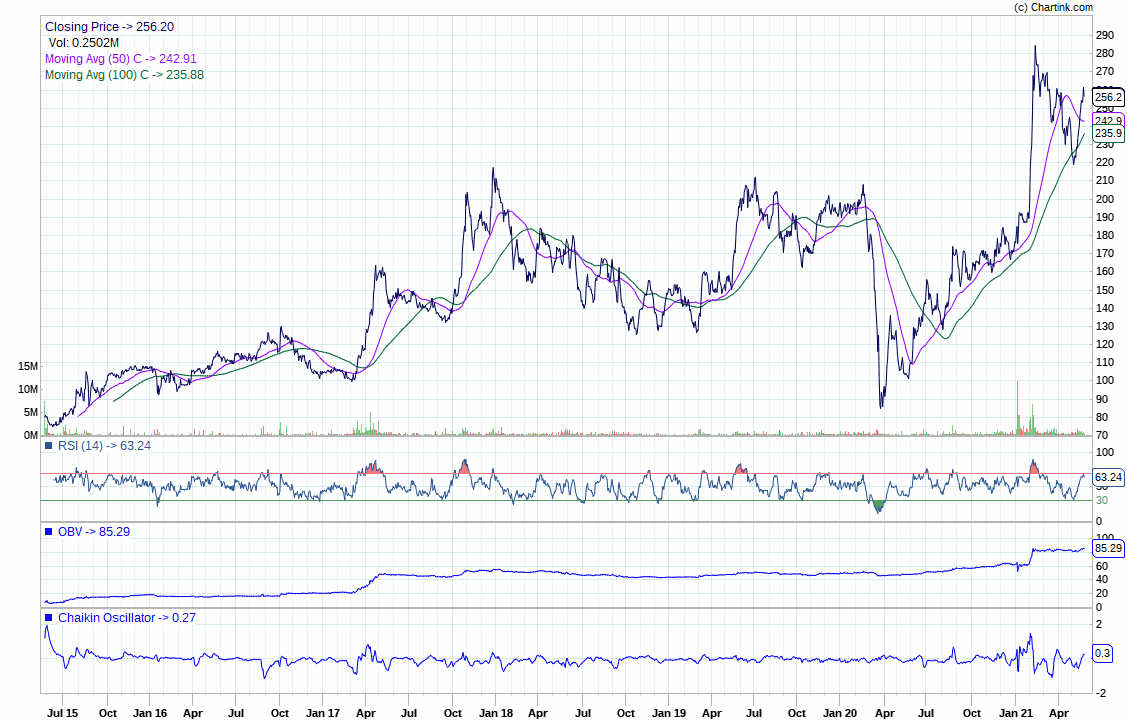 (c) Chartink.com
Closing Price -> 256.20
Vol: 0.2502M
Moving Avg (50) C -> 242.91
Moving Avg (100) C -> 235.88
290
280
270
256.2
250
242.9
235.9
230
220
210
200
190
180
170
160
150
140
130
120
110
100
90
80
70
15M
10M
5M
0M
RSI (14) -> 63.24
100
63.24
30
0
OBV -> 85.29
100
85.29
60
40
20
0
Chaikin Oscillator -> 0.27
2
0.3
-2
Jul 15 Oct Jan 16 Apr Jul Oct Jan 17 Apr Jul Oct Jan 18 Apr Jul Oct Jan 19 Apr Jul Oct Jan 20 Apr Jul Oct Jan 21 Apr